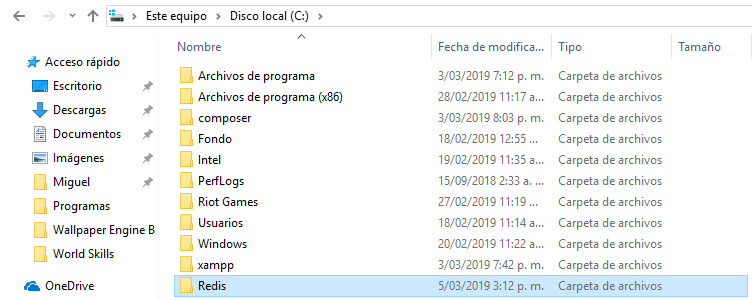 Este equipo > Disco local (C:) >
Nombre Fecha de modifica... Tipo Tamaño
Acceso rápido
Escritorio
Descargas
Documentos
Imágenes
Miguel
Programas
Wallpaper Engine B
World Skills
OneDrive
Archivos de programa 3/03/2019 7:12 p. m. Carpeta de archivos
Archivos de programa (x86) 28/02/2019 11:17 a... Carpeta de archivos
composer 3/03/2019 8:03 p. m. Carpeta de archivos
Fondo 18/02/2019 12:55 ... Carpeta de archivos
Intel 19/02/2019 11:35 a... Carpeta de archivos
PerfLogs 15/09/2018 2:33 a. ... Carpeta de archivos
Riot Games 27/02/2019 11:19 ... Carpeta de archivos
Usuarios 18/02/2019 11:14 a... Carpeta de archivos
Windows 20/02/2019 11:22 a... Carpeta de archivos
xampp 3/03/2019 7:42 p. m. Carpeta de archivos
Redis 5/03/2019 3:12 p. m. Carpeta de archivos